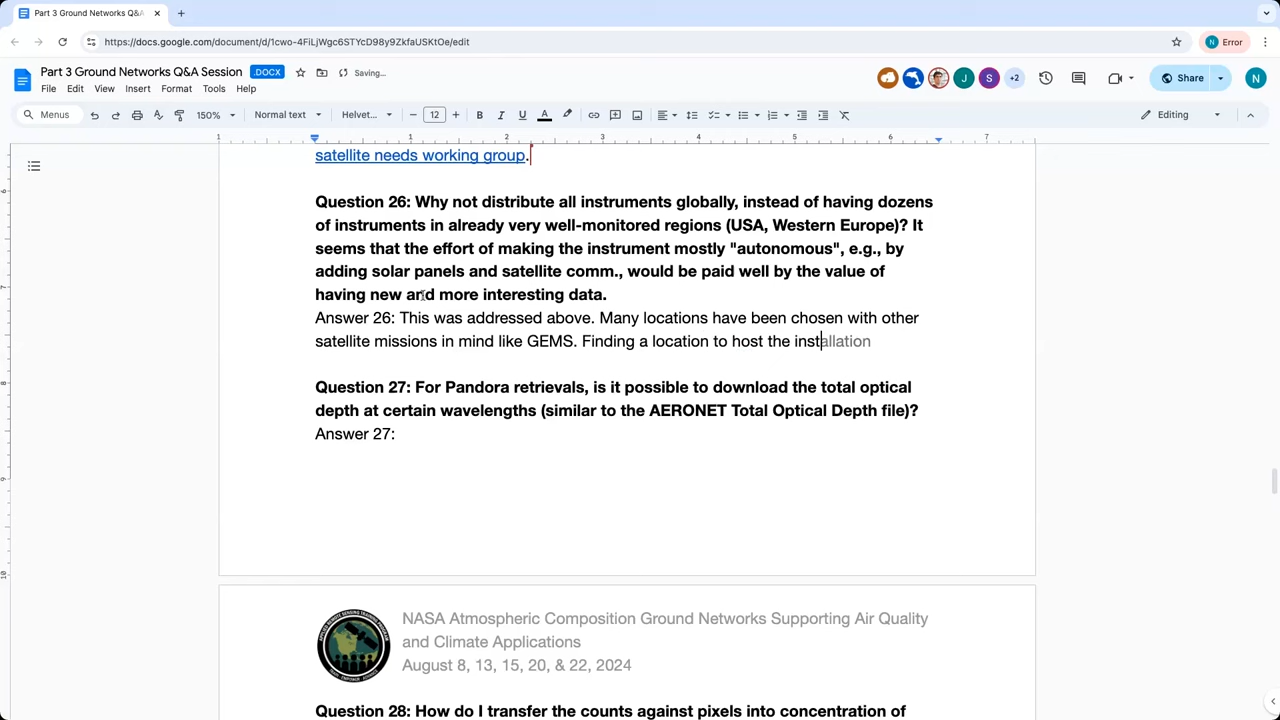 Part 3 Ground Networks Q&A
https://docs.google.com/document/d/1cwo-4FiLjWgc6STYcD98y9ZkfaUSKtOe/edit
Error
Part 3 Ground Networks Q&A Session .DOCX Saving...
File Edit View Insert Format Tools Help
J S +2 Share N
Menus 150% Normal text Helvet... 12 Editing
1 1 2 3 4 5 6 7
satellite needs working group.
Question 26: Why not distribute all instruments globally, instead of having dozens
of instruments in already very well-monitored regions (USA, Western Europe)? It
seems that the effort of making the instrument mostly "autonomous", e.g., by
adding solar panels and satellite comm., would be paid well by the value of
having new and more interesting data.
Answer 26: This was addressed above. Many locations have been chosen with other
satellite missions in mind like GEMS. Finding a location to host the installation
Question 27: For Pandora retrievals, is it possible to download the total optical
depth at certain wavelengths (similar to the AERONET Total Optical Depth file)?
Answer 27:
NASA Atmospheric Composition Ground Networks Supporting Air Quality
and Climate Applications
August 8, 13, 15, 20, & 22, 2024
Question 28: How do I transfer the counts against pixels into concentration of